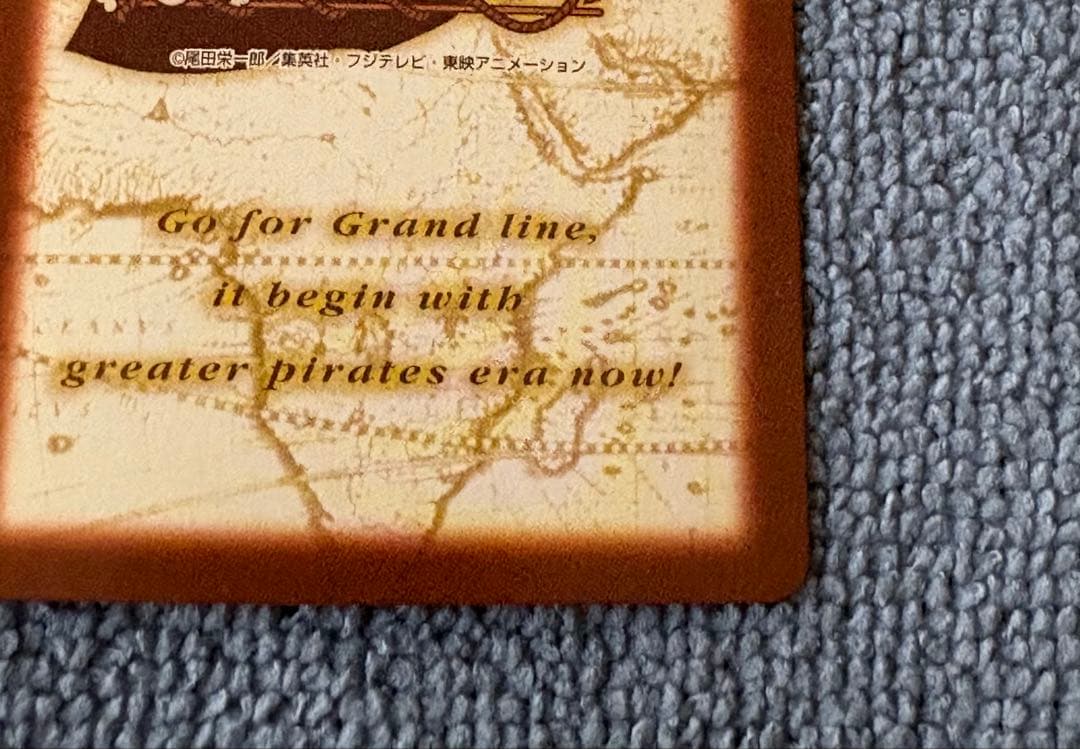 ©尾田栄一郎／集英社・フジテレビ・東映アニメーション
Go for Grand line,
it begin with
greater pirates era now!